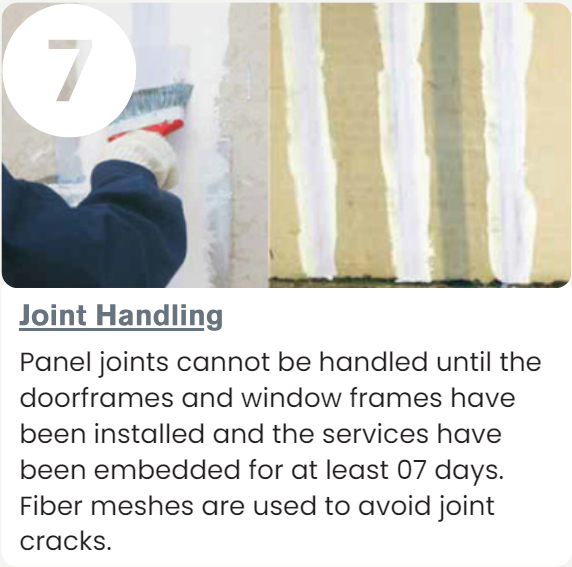 7
Joint Handling
Panel joints cannot be handled until the
doorframes and window frames have
been installed and the services have
been embedded for at least 07 days.
Fiber meshes are used to avoid joint
cracks.